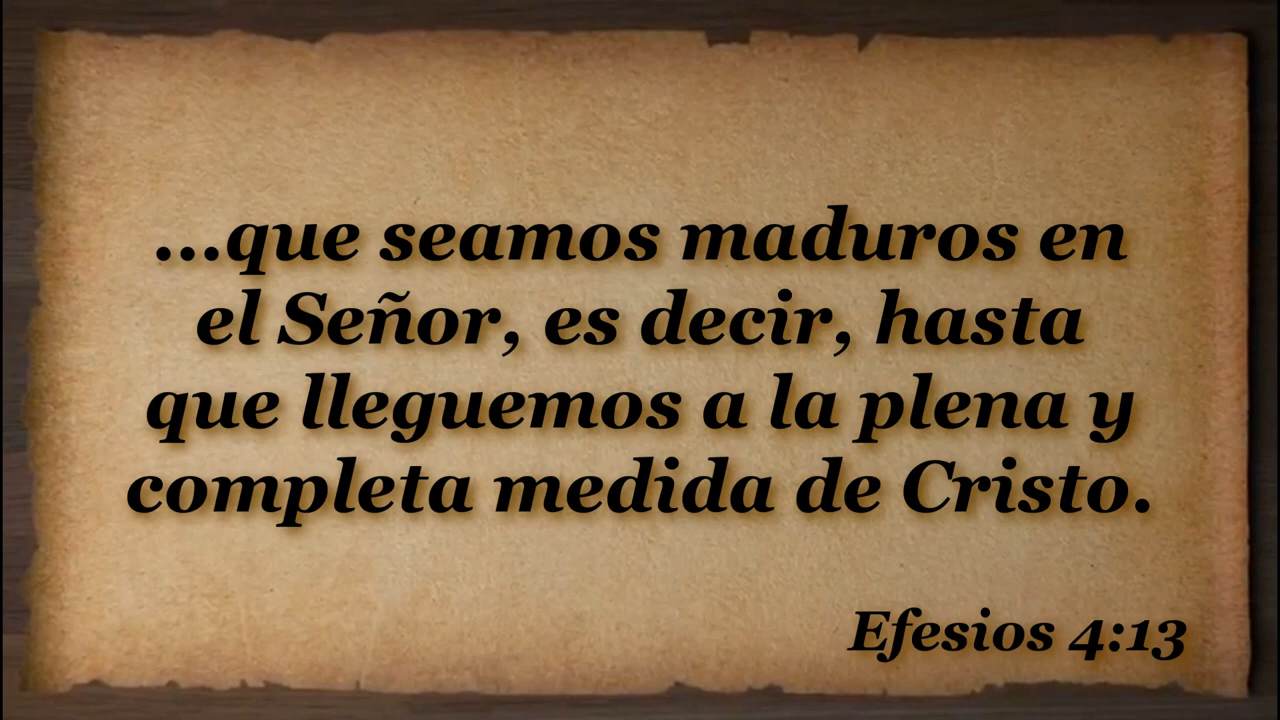 ...que seamos maduros en
el Señor, es decir, hasta
que lleguemos a la plena y
completa medida de Cristo.
Efesios 4:13